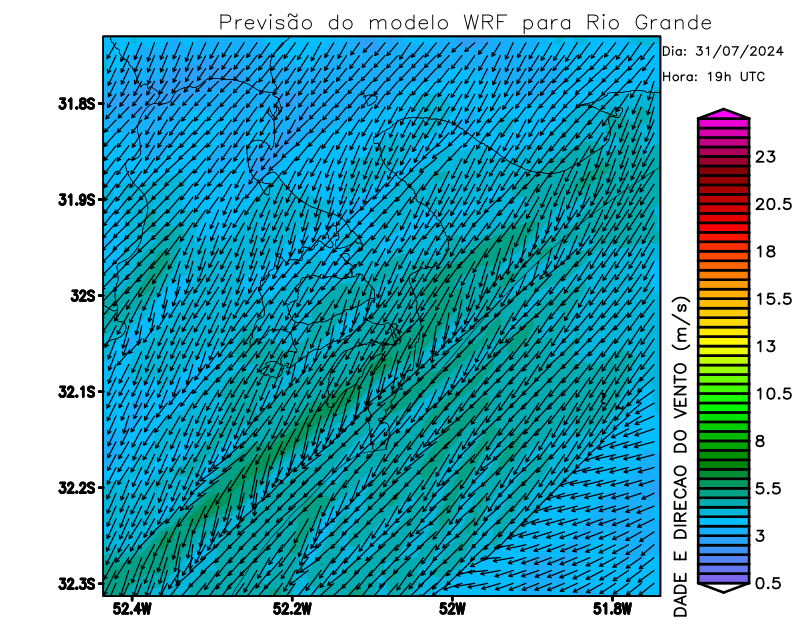 Previsão do modelo WRF para Rio Grande
Dia: 31/07/2024
Hora: 19h UTC
31.8S
31.9S
32S
32.1S
32.2S
32.3S
52.4W
52.2W
52W
51.8W
23
20.5
18
15.5
13
10.5
8
5.5
3
0.5
DADE E DIRECAO DO VENTO (m/s)